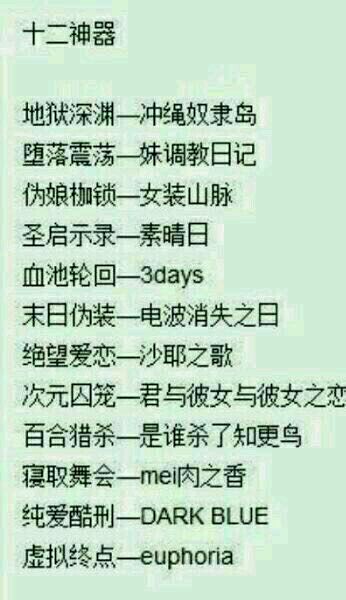 十二神器
地狱深渊—冲绳奴隶岛
堕落震荡—妹调教日记
伪娘枷锁—女装山脉
圣启示录—素晴日
血池轮回—3days
末日伪装—电波消失之日
绝望爱恋—沙耶之歌
次元囚笼—君与彼女与彼女之恋
百合猎杀—是谁杀了知更鸟
寝取舞会—mei肉之香
纯爱酷刑—DARK BLUE
虚拟终点—euphoria